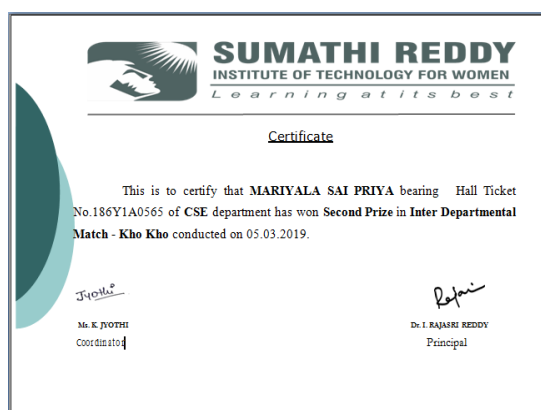 SUMATHI REDDY
INSTITUTE OF TECHNOLOGY FOR WOMEN
Learning at its best
Certificate
This is to certify that MARIYALA SAI PRIYA bearing Hall Ticket
No.186Y1A0565 of CSE department has won Second Prize in Inter Departmental
Match - Kho Kho conducted on 05.03.2019.
Jyothi
Ms. K. JYOTHI
Coordinator
Dr. I. RAJASRI REDDY
Principal